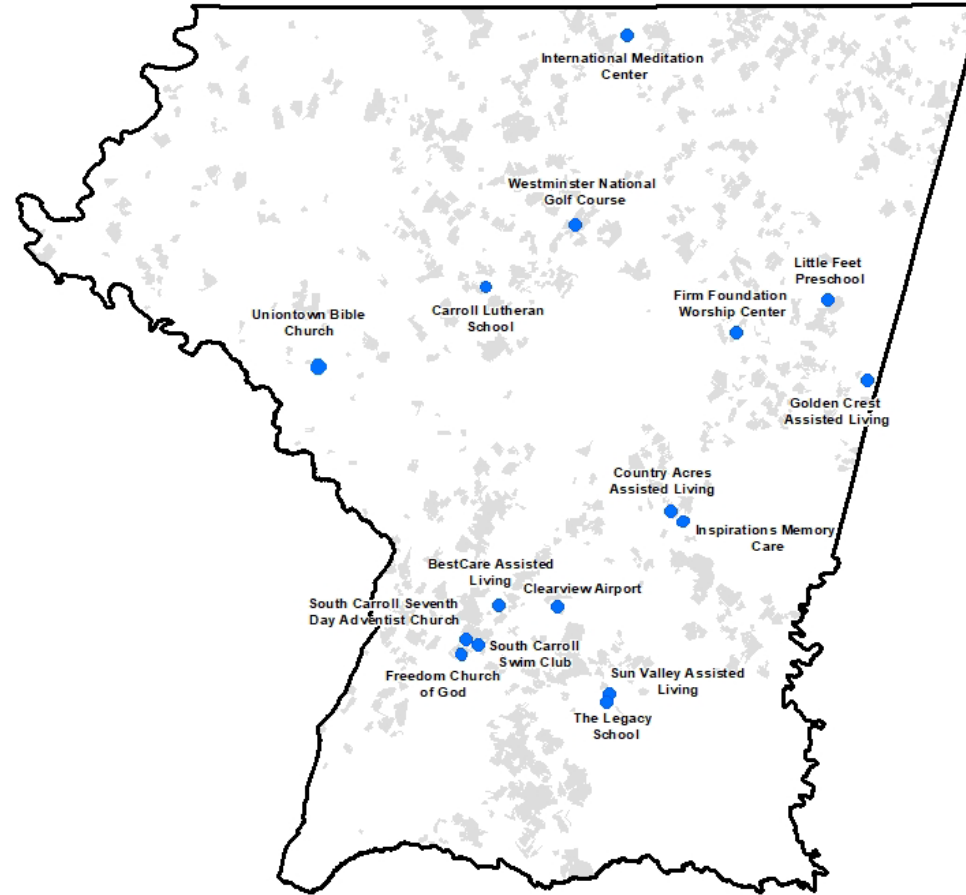 International Meditation
Center
Westminster National
Golf Course
Little Feet
Preschool
Firm Foundation
Worship Center
Carroll Lutheran
School
Uniontown Bible
Church
Golden Crest
Assisted Living
Country Acres
Assisted Living
Inspirations Memory
Care
BestCare Assisted
Living
Clearview Airport
South Carroll Seventh
Day Adventist Church
South Carroll
Swim Club
Freedom Church
of God
Sun Valley Assisted
Living
The Legacy
School